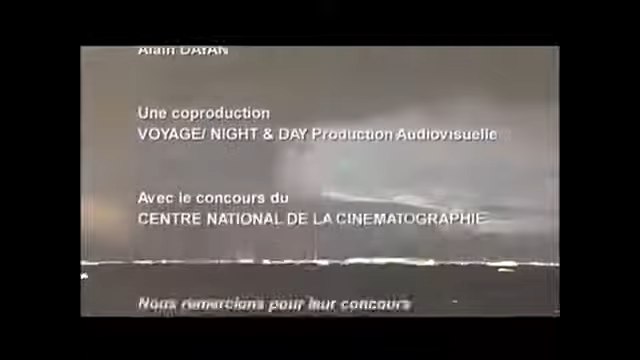 Alain DAYAN
Une coproduction
VOYAGE/ NIGHT & DAY Production Audiovisuelle
Avec le concours du
CENTRE NATIONAL DE LA CINEMATOGRAPHIE
Nous remercions pour leur concours